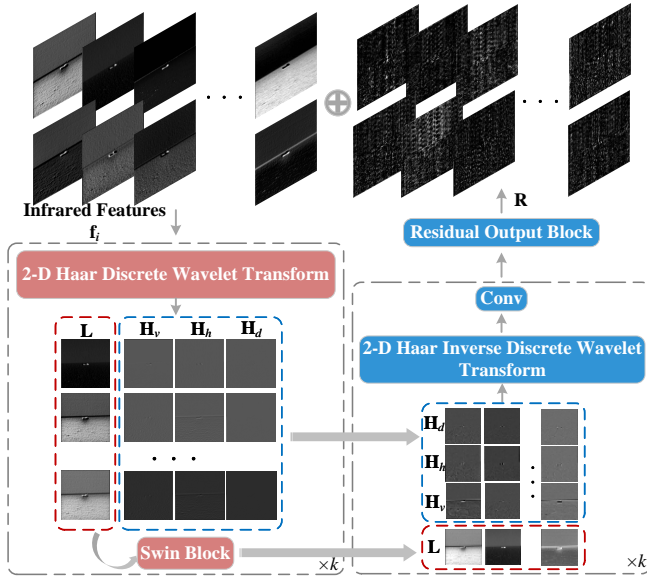 Infrared Features
f_i
R
Residual Output Block
2-D Haar Discrete Wavelet Transform
L H_v H_h H_d
Swin Block
×k
Conv
2-D Haar Inverse Discrete Wavelet
Transform
H_d
H_h
H_v
L
×k